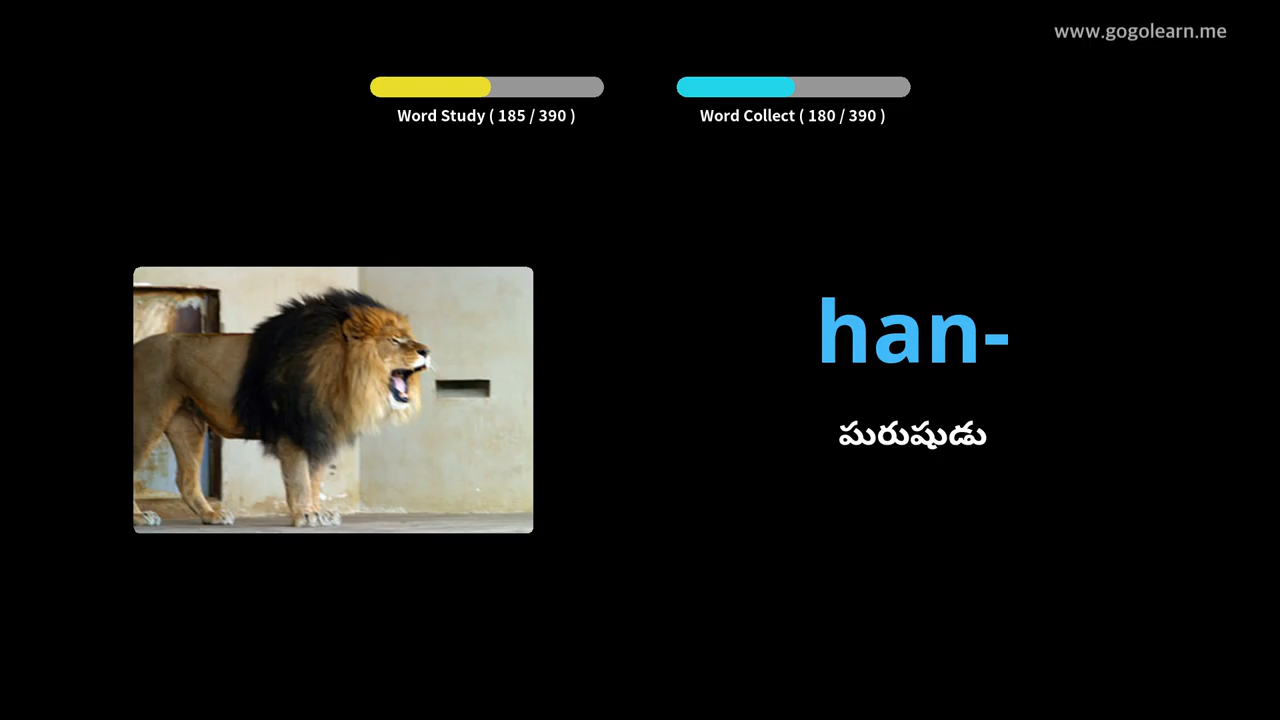 www.gogolearn.me
Word Study ( 185 / 390 )
Word Collect ( 180 / 390 )
han-
పురుషుడు